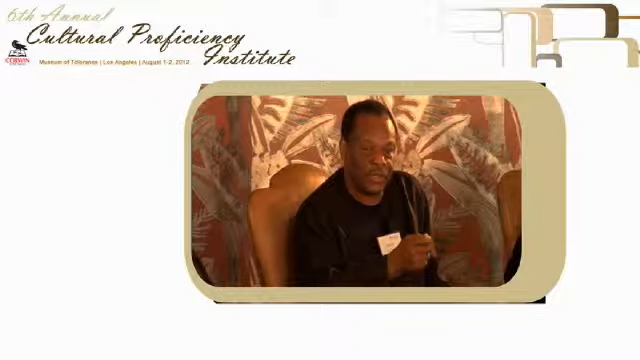 6th Annual
Cultural Proficiency
Institute
CORWIN
Museum of Tolerance | Los Angeles | August 1-2, 2012